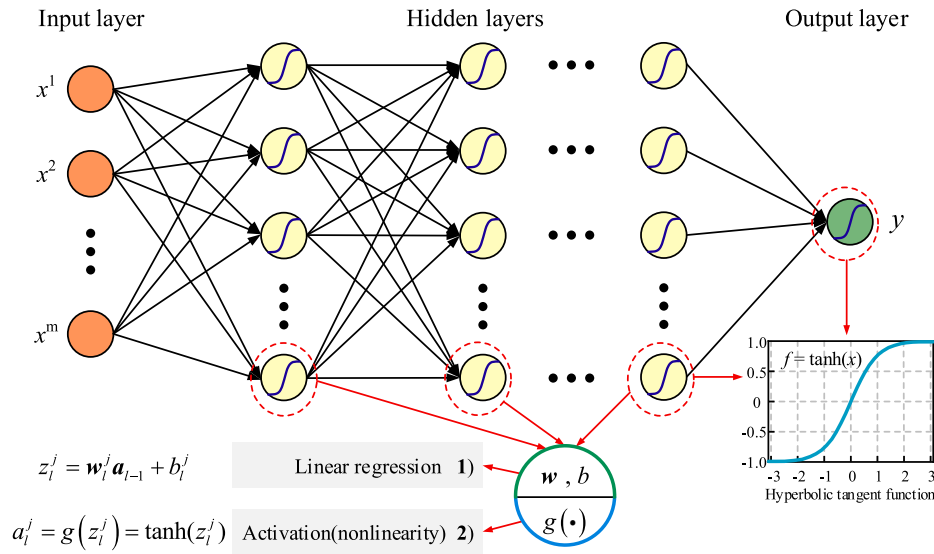 Input layer
Hidden layers
Output layer
x¹
x²
xᵐ
y
f = tanh(x)
1.0
0.5
0
-0.5
-1.0
-3 -2 -1 0 1 2 3
Hyperbolic tangent function
z_l^j = w_l^j a_{l-1} + b_l^j
Linear regression 1)
w , b
g(•)
a_l^j = g(z_l^j) = tanh(z_l^j)
Activation(nonlinearity) 2)